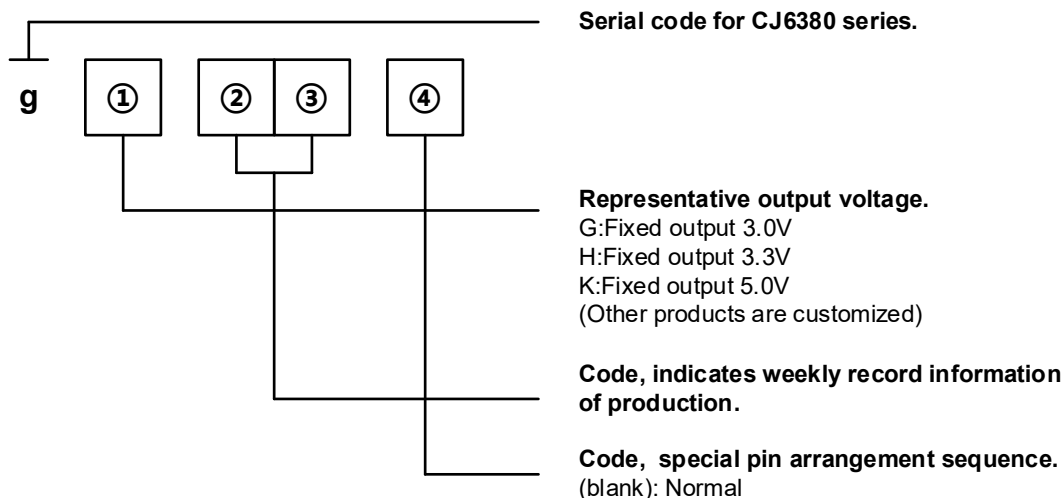 Serial code for CJ6380 series.
g ① ② ③ ④
Representative output voltage.
G:Fixed output 3.0V
H:Fixed output 3.3V
K:Fixed output 5.0V
(Other products are customized)
Code, indicates weekly record information
of production.
Code, special pin arrangement sequence.
(blank): Normal